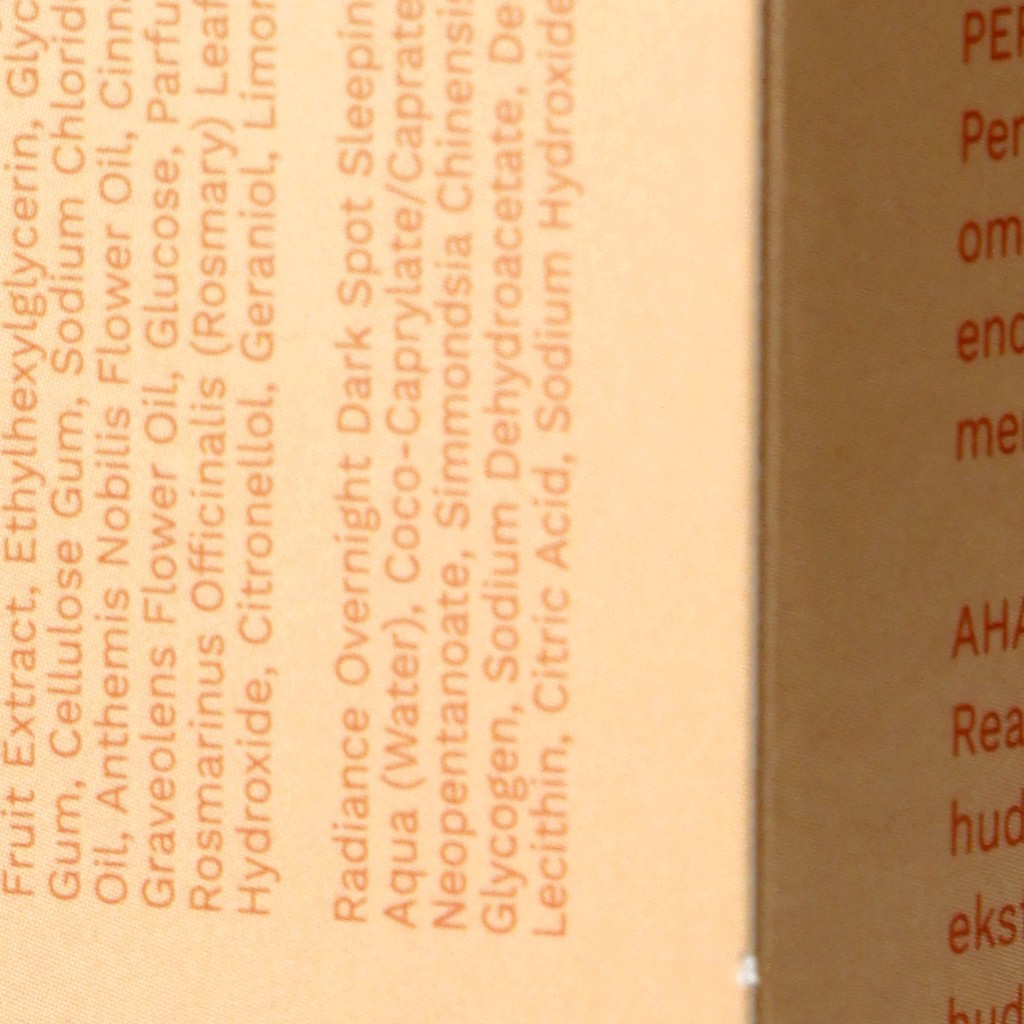 Fruit Extract, Ethylhexylglycerin, Glyc
Gum, Cellulose Gum, Sodium Chlorid
Oil, Anthemis Nobilis Flower Oil, Cinn
Graveolens Flower Oil, Glucose, Parfu
Rosmarinus Officinalis (Rosmary) Leaf
Hydroxide, Citronellol, Geraniol, Limon
Radiance Overnight Dark Spot Sleepin
Aqua (Water), Coco-Caprylate/Caprate
Neopentanoate, Simmondsia Chinensi
Glycogen, Sodium Dehydroacetate, De
Lecithin, Citric Acid, Sodium Hydroxide
PER
Per
om
end
me
AHA
Rea
hud
eks
hud